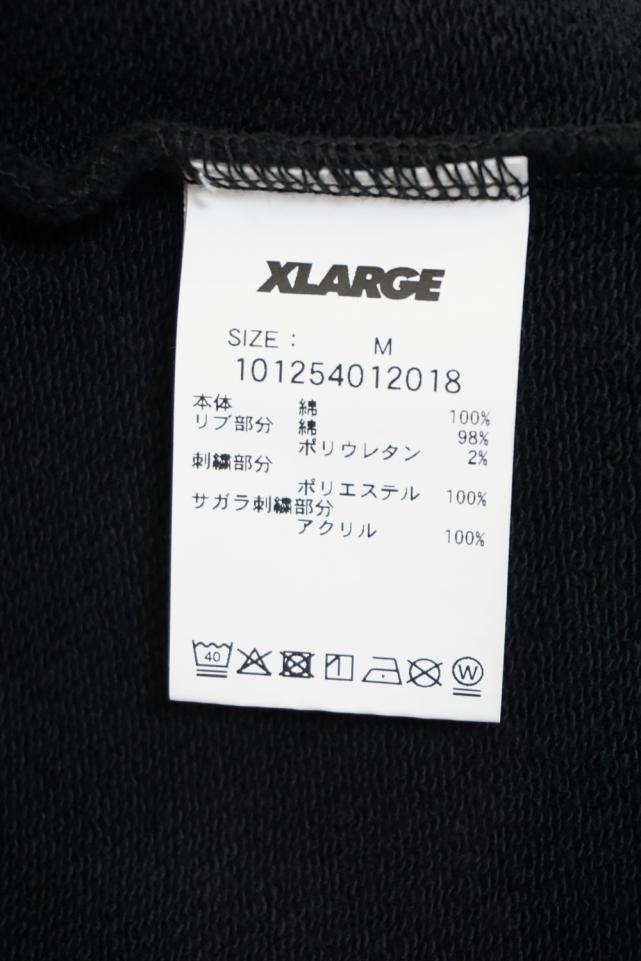 XLARGE
SIZE : M
101254012018
本体 綿 100%
リブ部分 綿 98%
ポリウレタン 2%
刺繍部分
ポリエステル 100%
サガラ刺繍部分
アクリル 100%
40 W